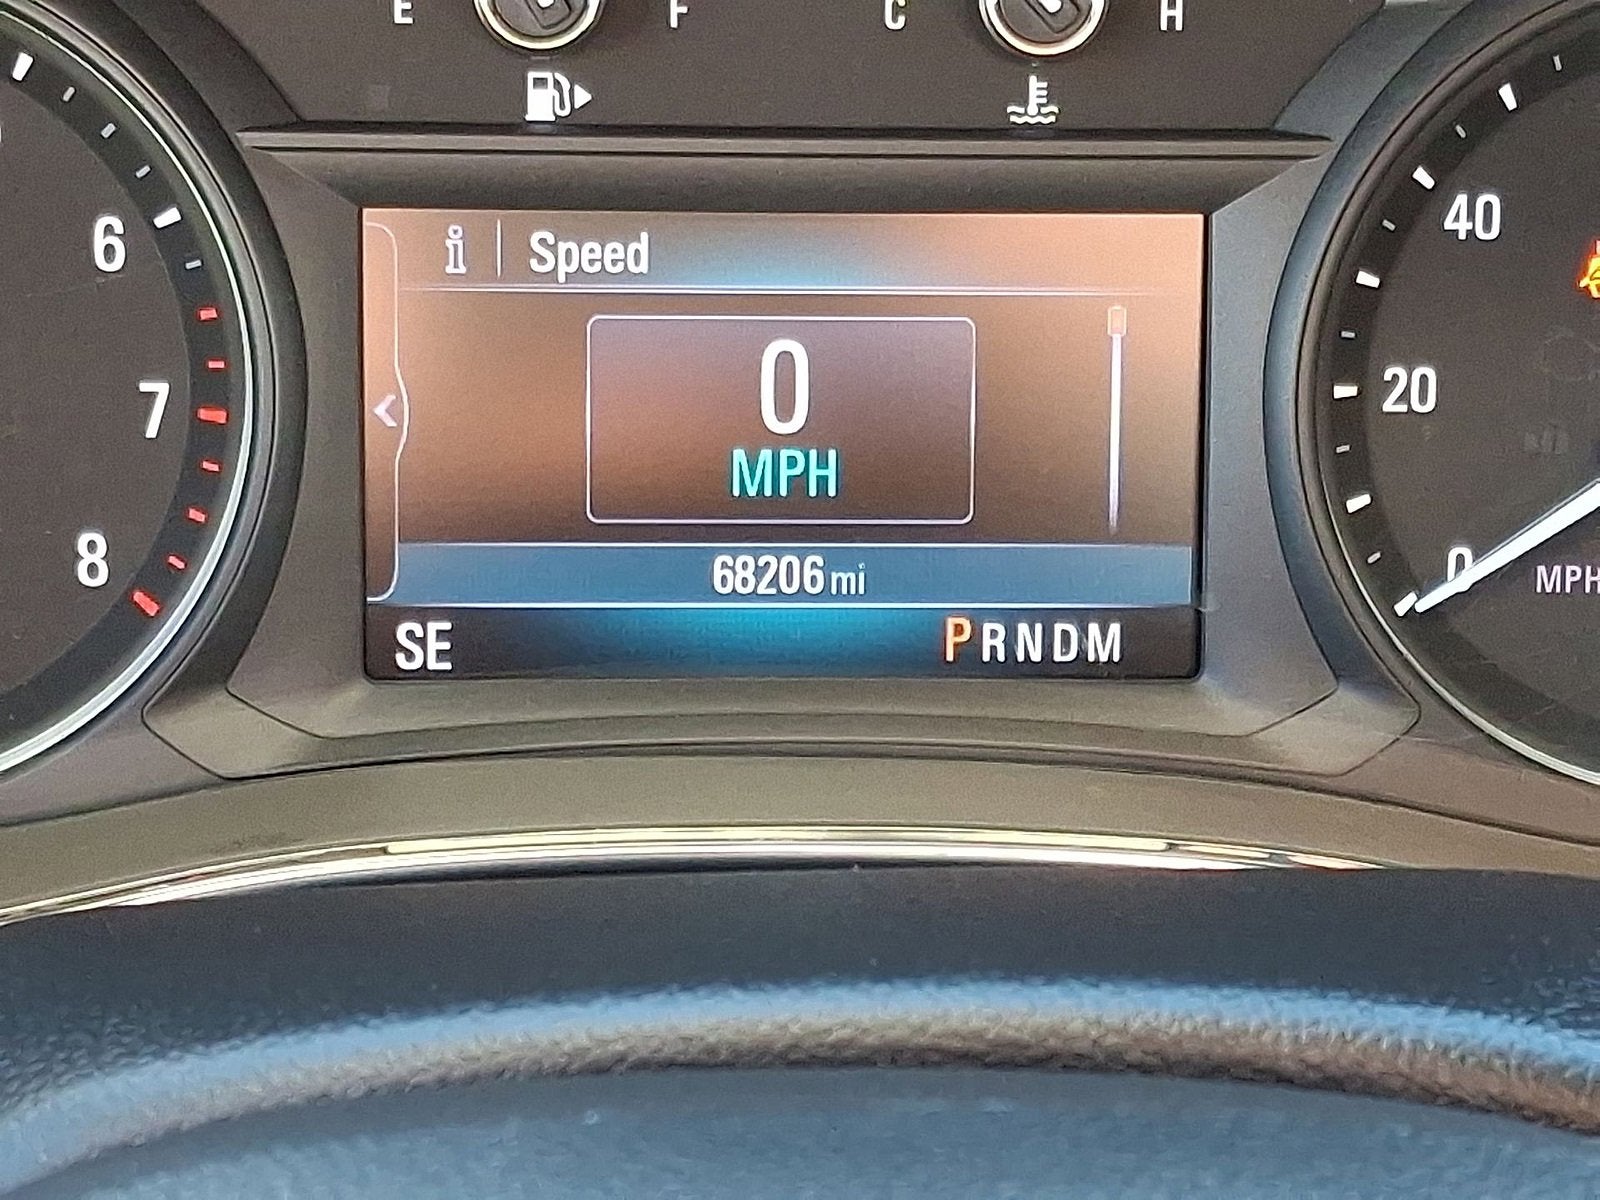 E F C H
i Speed
6 40
0
7 20
MPH
8 68206 mi 0 MPH
SE PRNDM